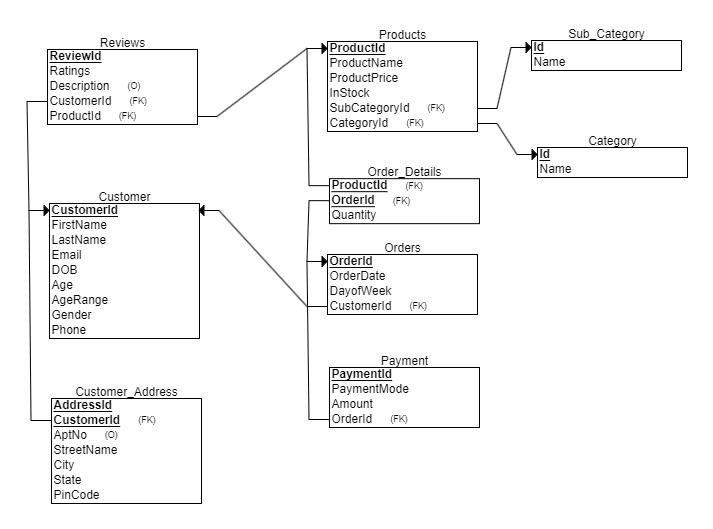 Reviews
ReviewId
Ratings
Description (O)
CustomerId (FK)
ProductId (FK)
Products
ProductId
ProductName
ProductPrice
InStock
SubCategoryId (FK)
CategoryId (FK)
Sub_Category
Id
Name
Category
Id
Name
Order_Details
ProductId (FK)
OrderId (FK)
Quantity
Customer
CustomerId
FirstName
LastName
Email
DOB
Age
AgeRange
Gender
Phone
Orders
OrderId
OrderDate
DayofWeek
CustomerId (FK)
Payment
PaymentId
PaymentMode
Amount
OrderId (FK)
Customer_Address
AddressId
CustomerId (FK)
AptNo (O)
StreetName
City
State
PinCode